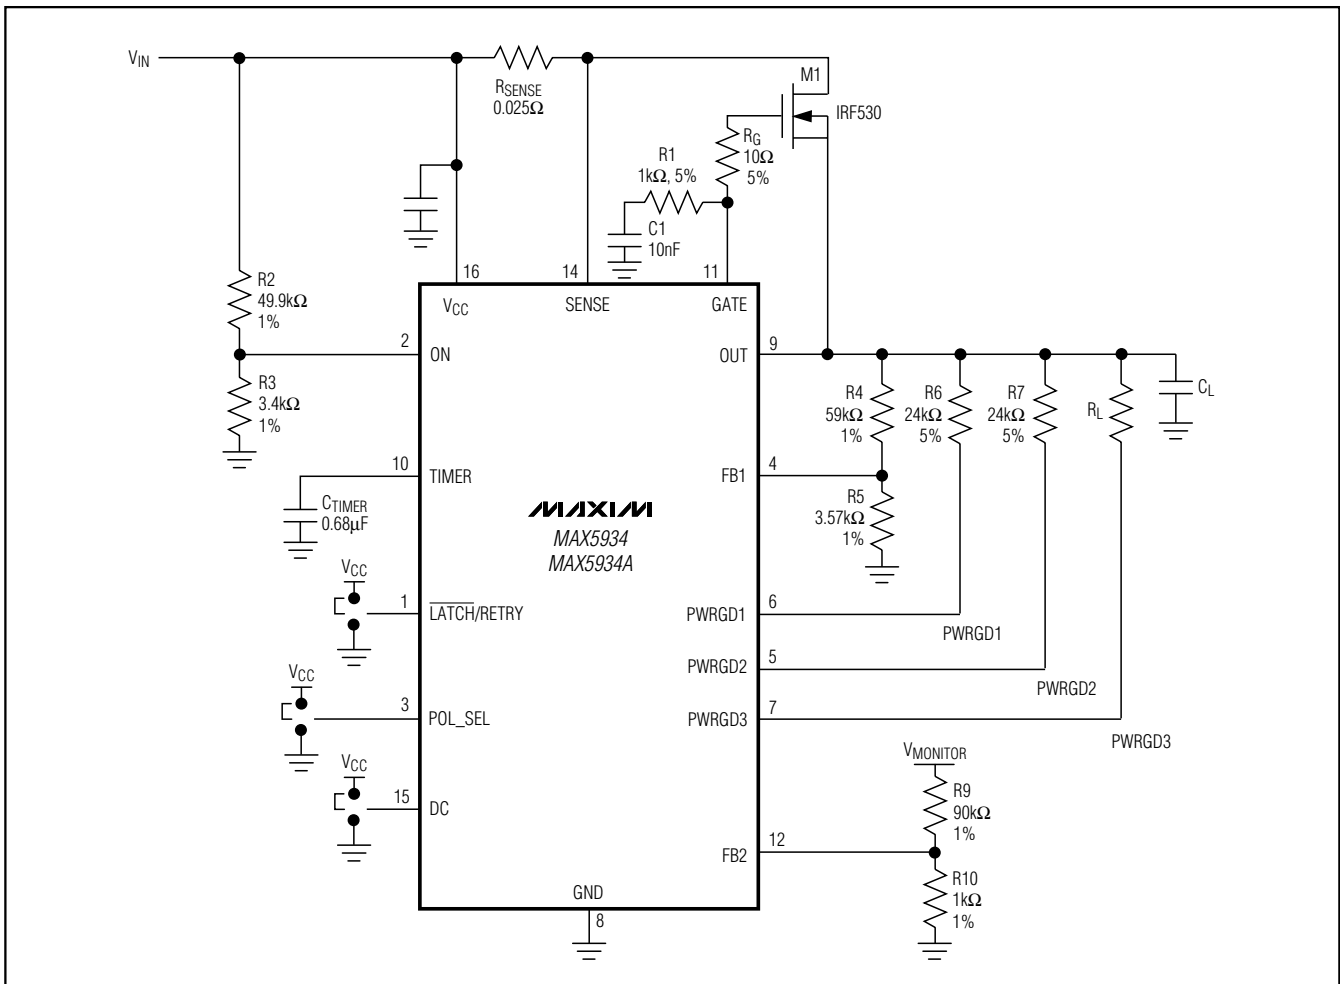 V_IN
R_SENSE
0.025Ω
M1
IRF530
R_G
10Ω
5%
R1
1kΩ, 5%
C1
10nF
R2
49.9kΩ
1%
16
14
11
V_CC
SENSE
GATE
2
ON
9
OUT
R3
3.4kΩ
1%
R4
59kΩ
1%
R6
24kΩ
5%
R7
24kΩ
5%
R_L
C_L
10
TIMER
4
FB1
C_TIMER
0.68µF
R5
3.57kΩ
1%
MAXIM
MAX5934
MAX5934A
V_CC
1
LATCH/RETRY
6
PWRGD1
PWRGD1
5
PWRGD2
PWRGD2
V_CC
3
POL_SEL
7
PWRGD3
PWRGD3
V_CC
15
DC
V_MONITOR
R9
90kΩ
1%
12
FB2
R10
1kΩ
1%
GND
8